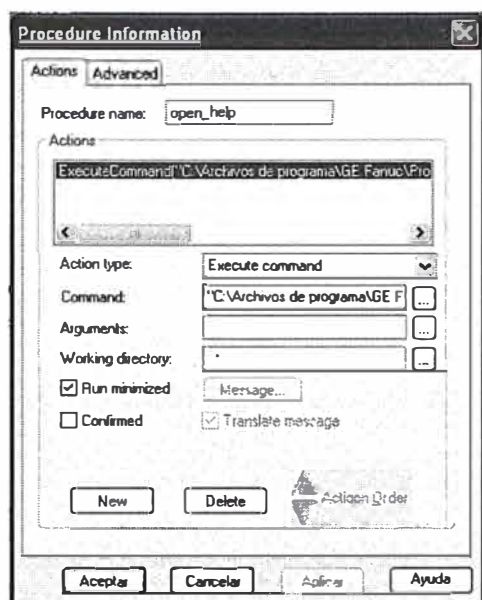 Procedure Information
Actions Advanced
Procedure name: open_help
Actions
ExecuteCommand("C:\Archivos de programa\GE Fanuc\Pro
Action type: Execute command
Command: "C:\Archivos de programa\GE F ...
Arguments: ...
Working directory: ...
Run minimized Message...
Confirmed Translate message
New Delete Action Order
Aceptar Cancelar Aplicar Ayuda